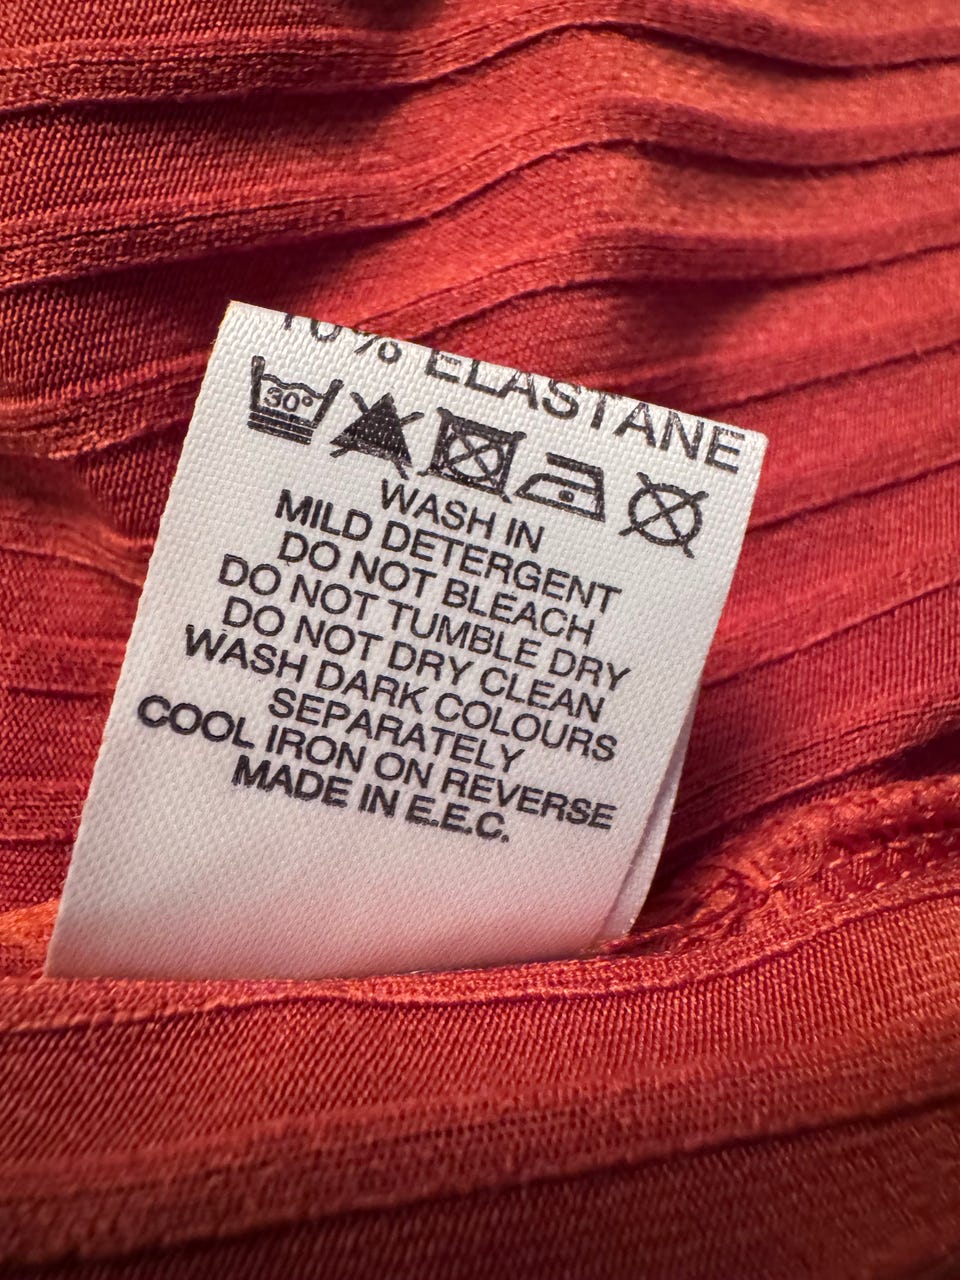 10% ELASTANE
30°
WASH IN
MILD DETERGENT
DO NOT BLEACH
DO NOT TUMBLE DRY
DO NOT DRY CLEAN
WASH DARK COLOURS
SEPARATELY
COOL IRON ON REVERSE
MADE IN E.E.C.